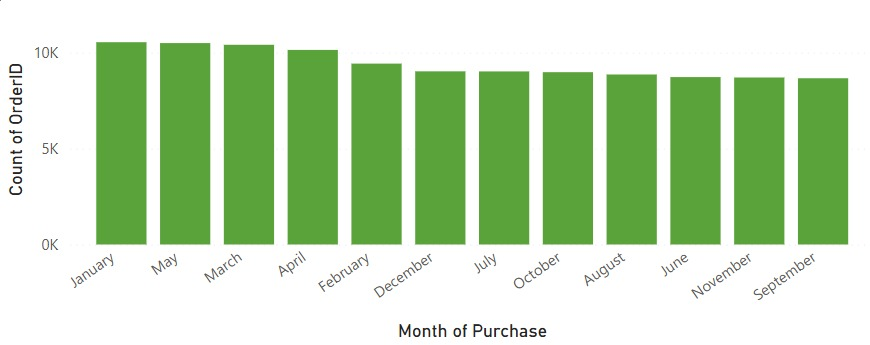 Count of OrderID
10K
5K
0K
January
May
March
April
February
December
July
October
August
June
November
September
Month of Purchase